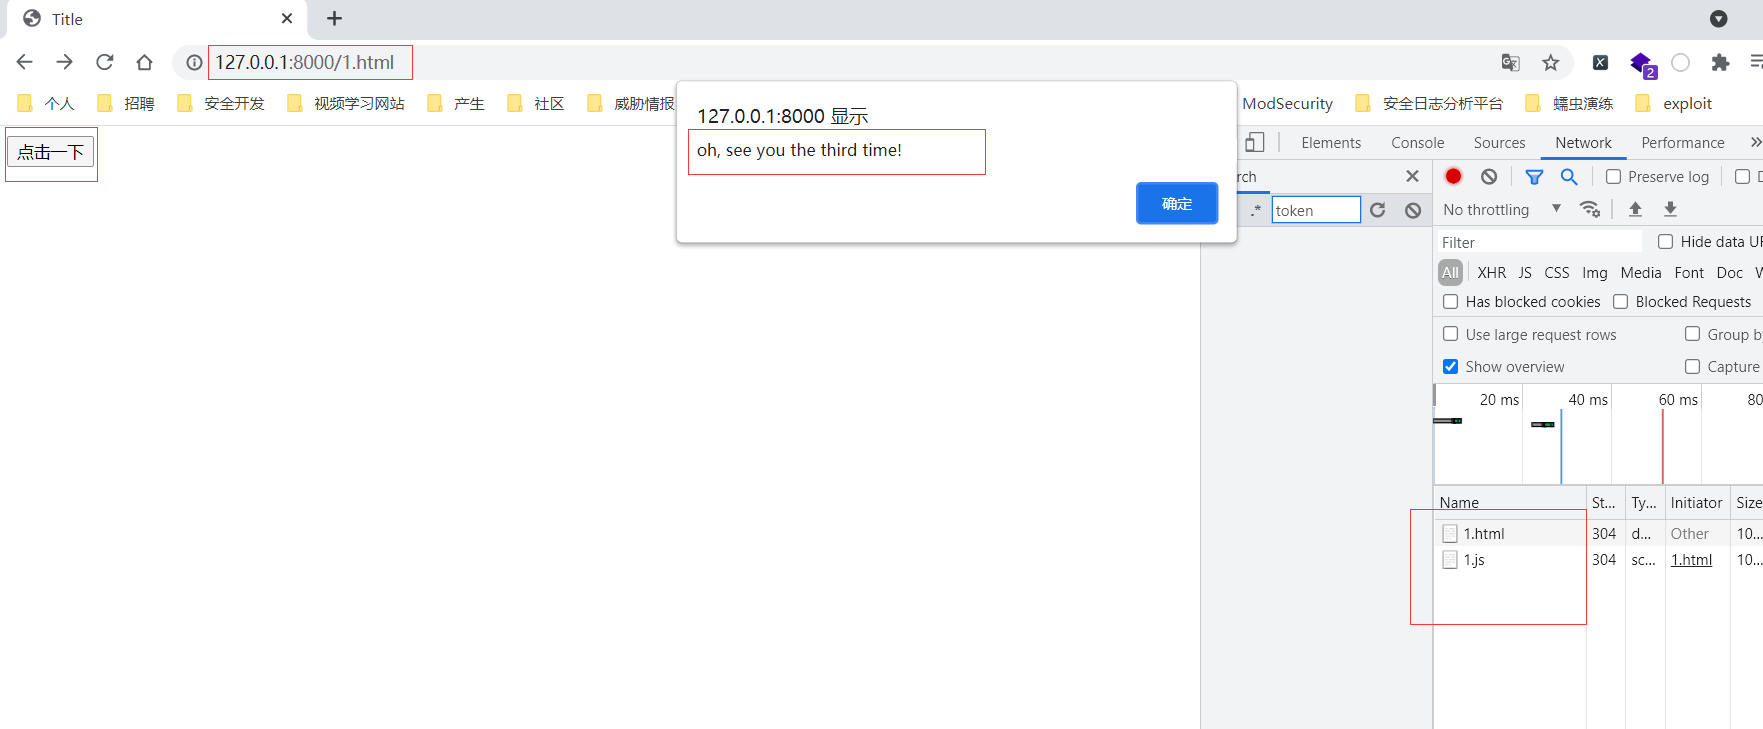 Title
127.0.0.1:8000/1.html
2
个人 招聘 安全开发 视频学习网站 产生 社区 威胁情报 ModSecurity 安全日志分析平台 蠕虫演练 exploit
127.0.0.1:8000 显示
oh, see you the third time!
确定
点击一下
Elements Console Sources Network Performance
rch
.* token
Preserve log D
No throttling
Filter Hide data UR
All XHR JS CSS Img Media Font Doc W
Has blocked cookies Blocked Requests
Use large request rows Group by
Show overview Capture
20 ms 40 ms 60 ms 80
Name St... Ty... Initiator Size
1.html 304 d... Other 10...
1.js 304 sc... 1.html 10...